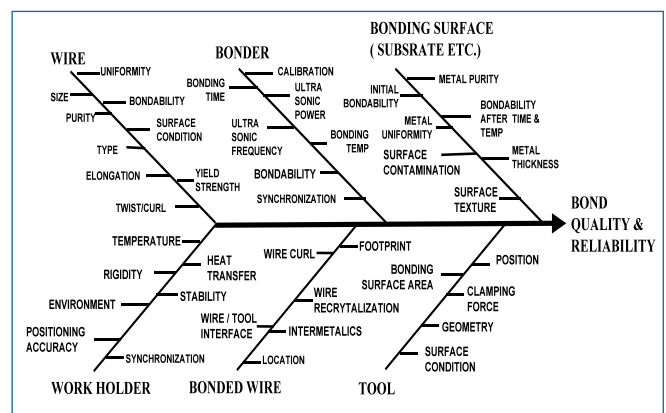 WIRE
UNIFORMITY
SIZE
BONDABILITY
PURITY
SURFACE
CONDITION
TYPE
ELONGATION
YIELD
STRENGTH
TWIST/CURL
BONDER
CALIBRATION
BONDING
TIME
ULTRA
SONIC
POWER
ULTRA
SONIC
FREQUENCY
BONDING
TEMP
BONDABILITY
SYNCHRONIZATION
BONDING SURFACE
( SUBSRATE ETC.)
METAL PURITY
INITIAL
BONDABILITY
BONDABILITY
AFTER TIME &
TEMP
METAL
UNIFORMITY
SURFACE
CONTAMINATION
METAL
THICKNESS
SURFACE
TEXTURE
BOND
QUALITY &
RELIABILITY
TEMPERATURE
HEAT
TRANSFER
RIGIDITY
STABILITY
ENVIRONMENT
POSITIONING
ACCURACY
SYNCHRONIZATION
WORK HOLDER
FOOTPRINT
WIRE CURL
WIRE
RECRYTALIZATION
WIRE / TOOL
INTERFACE
INTERMETALICS
LOCATION
BONDED WIRE
POSITION
BONDING
SURFACE AREA
CLAMPING
FORCE
GEOMETRY
SURFACE
CONDITION
TOOL